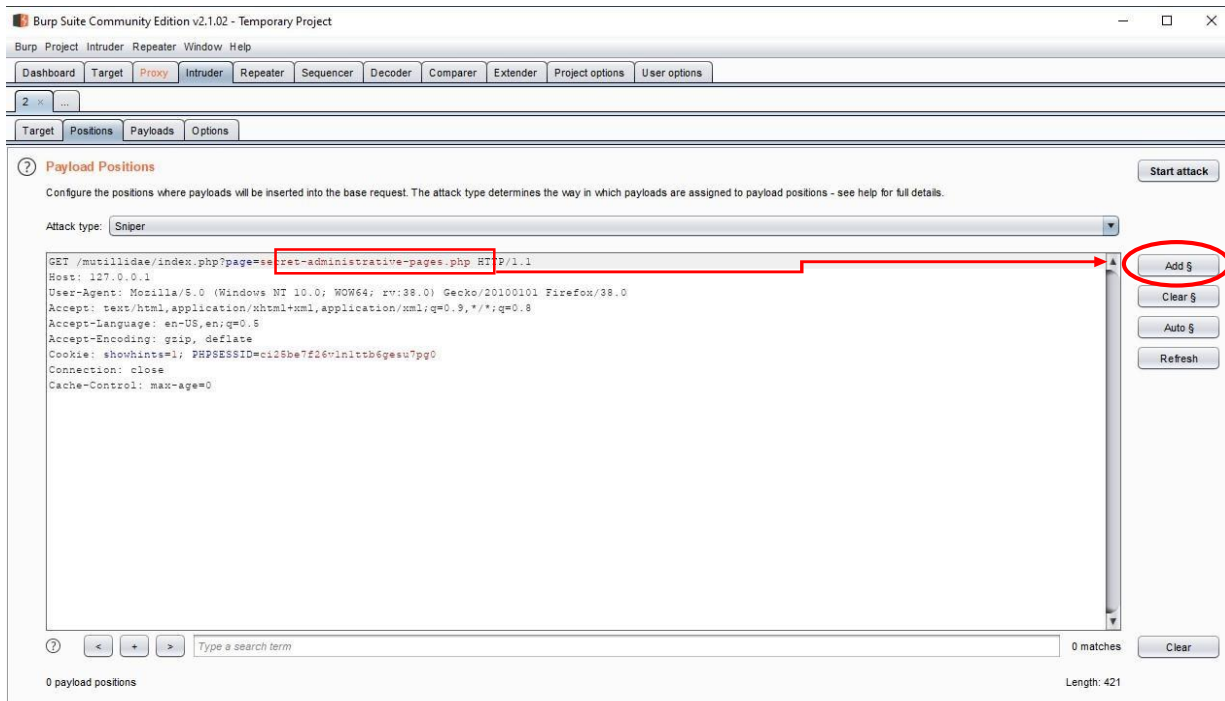 Burp Suite Community Edition v2.1.02 - Temporary Project
Burp Project Intruder Repeater Window Help
Dashboard Target Proxy Intruder Repeater Sequencer Decoder Comparer Extender Project options User options
2 × ...
Target Positions Payloads Options
? Payload Positions
Start attack
Configure the positions where payloads will be inserted into the base request. The attack type determines the way in which payloads are assigned to payload positions - see help for full details.
Attack type: Sniper
GET /mutillidae/index.php?page=secret-administrative-pages.php HTTP/1.1
Add §
Host: 127.0.0.1
User-Agent: Mozilla/5.0 (Windows NT 10.0; WOW64; rv:38.0) Gecko/20100101 Firefox/38.0
Clear §
Accept: text/html,application/xhtml+xml,application/xml;q=0.9,*/*;q=0.8
Accept-Language: en-US,en;q=0.5
Auto §
Accept-Encoding: gzip, deflate
Cookie: showhints=1; PHPSESSID=ci25be7f26v1n1ttb6gesu7pg0
Refresh
Connection: close
Cache-Control: max-age=0
? < + > Type a search term 0 matches Clear
0 payload positions Length: 421